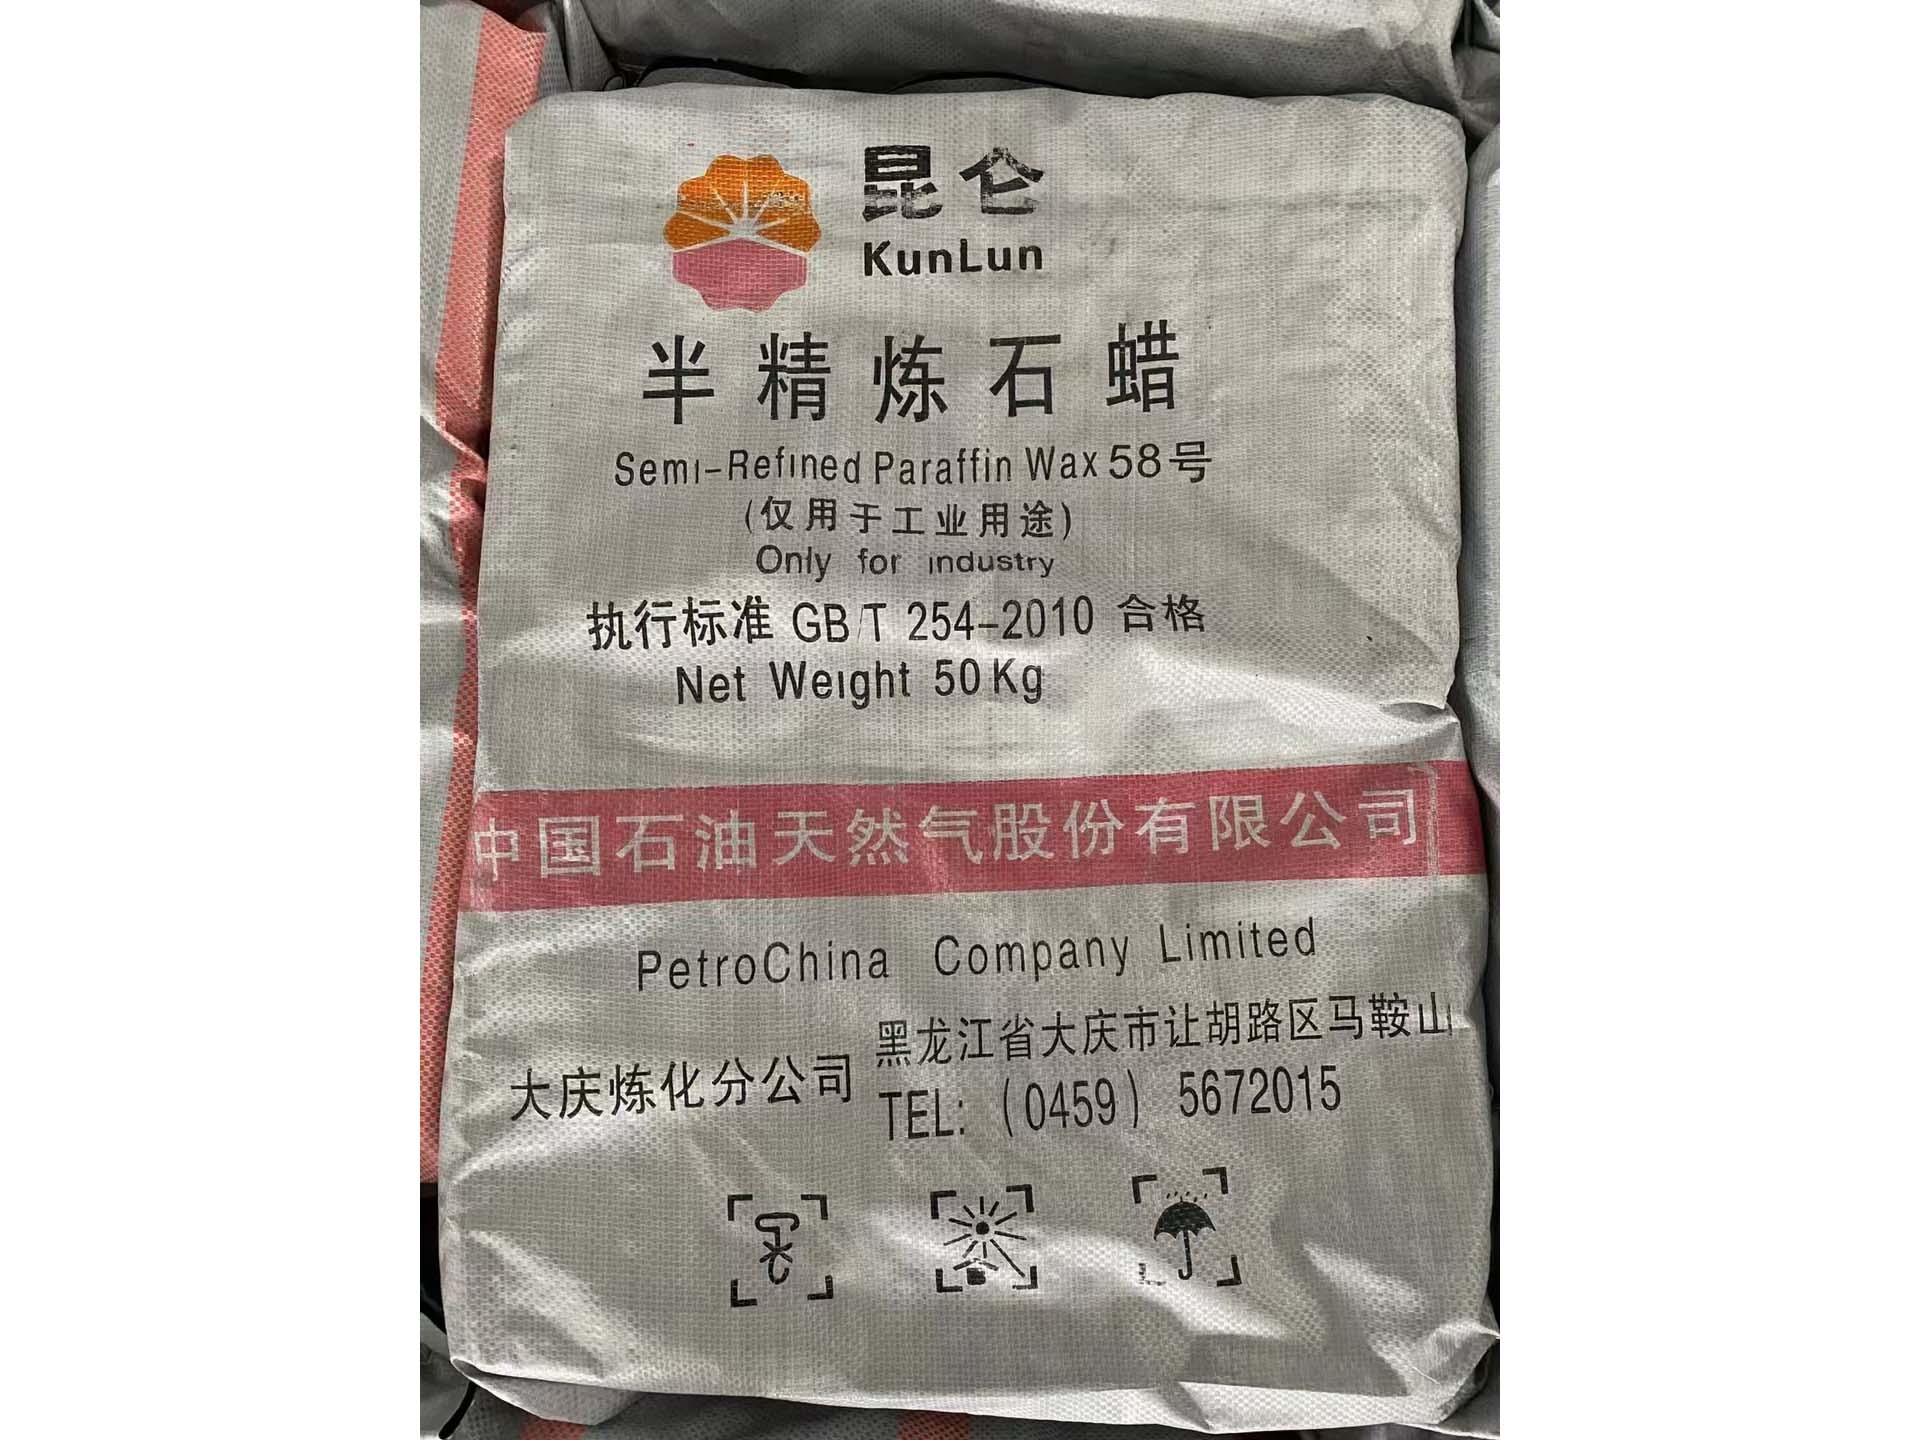 昆仑
KunLun
半精炼石蜡
Semi-Refined Paraffin Wax 58号
(仅用于工业用途)
Only for industry
执行标准 GB/T 254-2010 合格
Net Weight 50Kg
中国石油天然气股份有限公司
PetroChina Company Limited
大庆炼化分公司
黑龙江省大庆市让胡路区马鞍山
TEL: (0459) 5672015